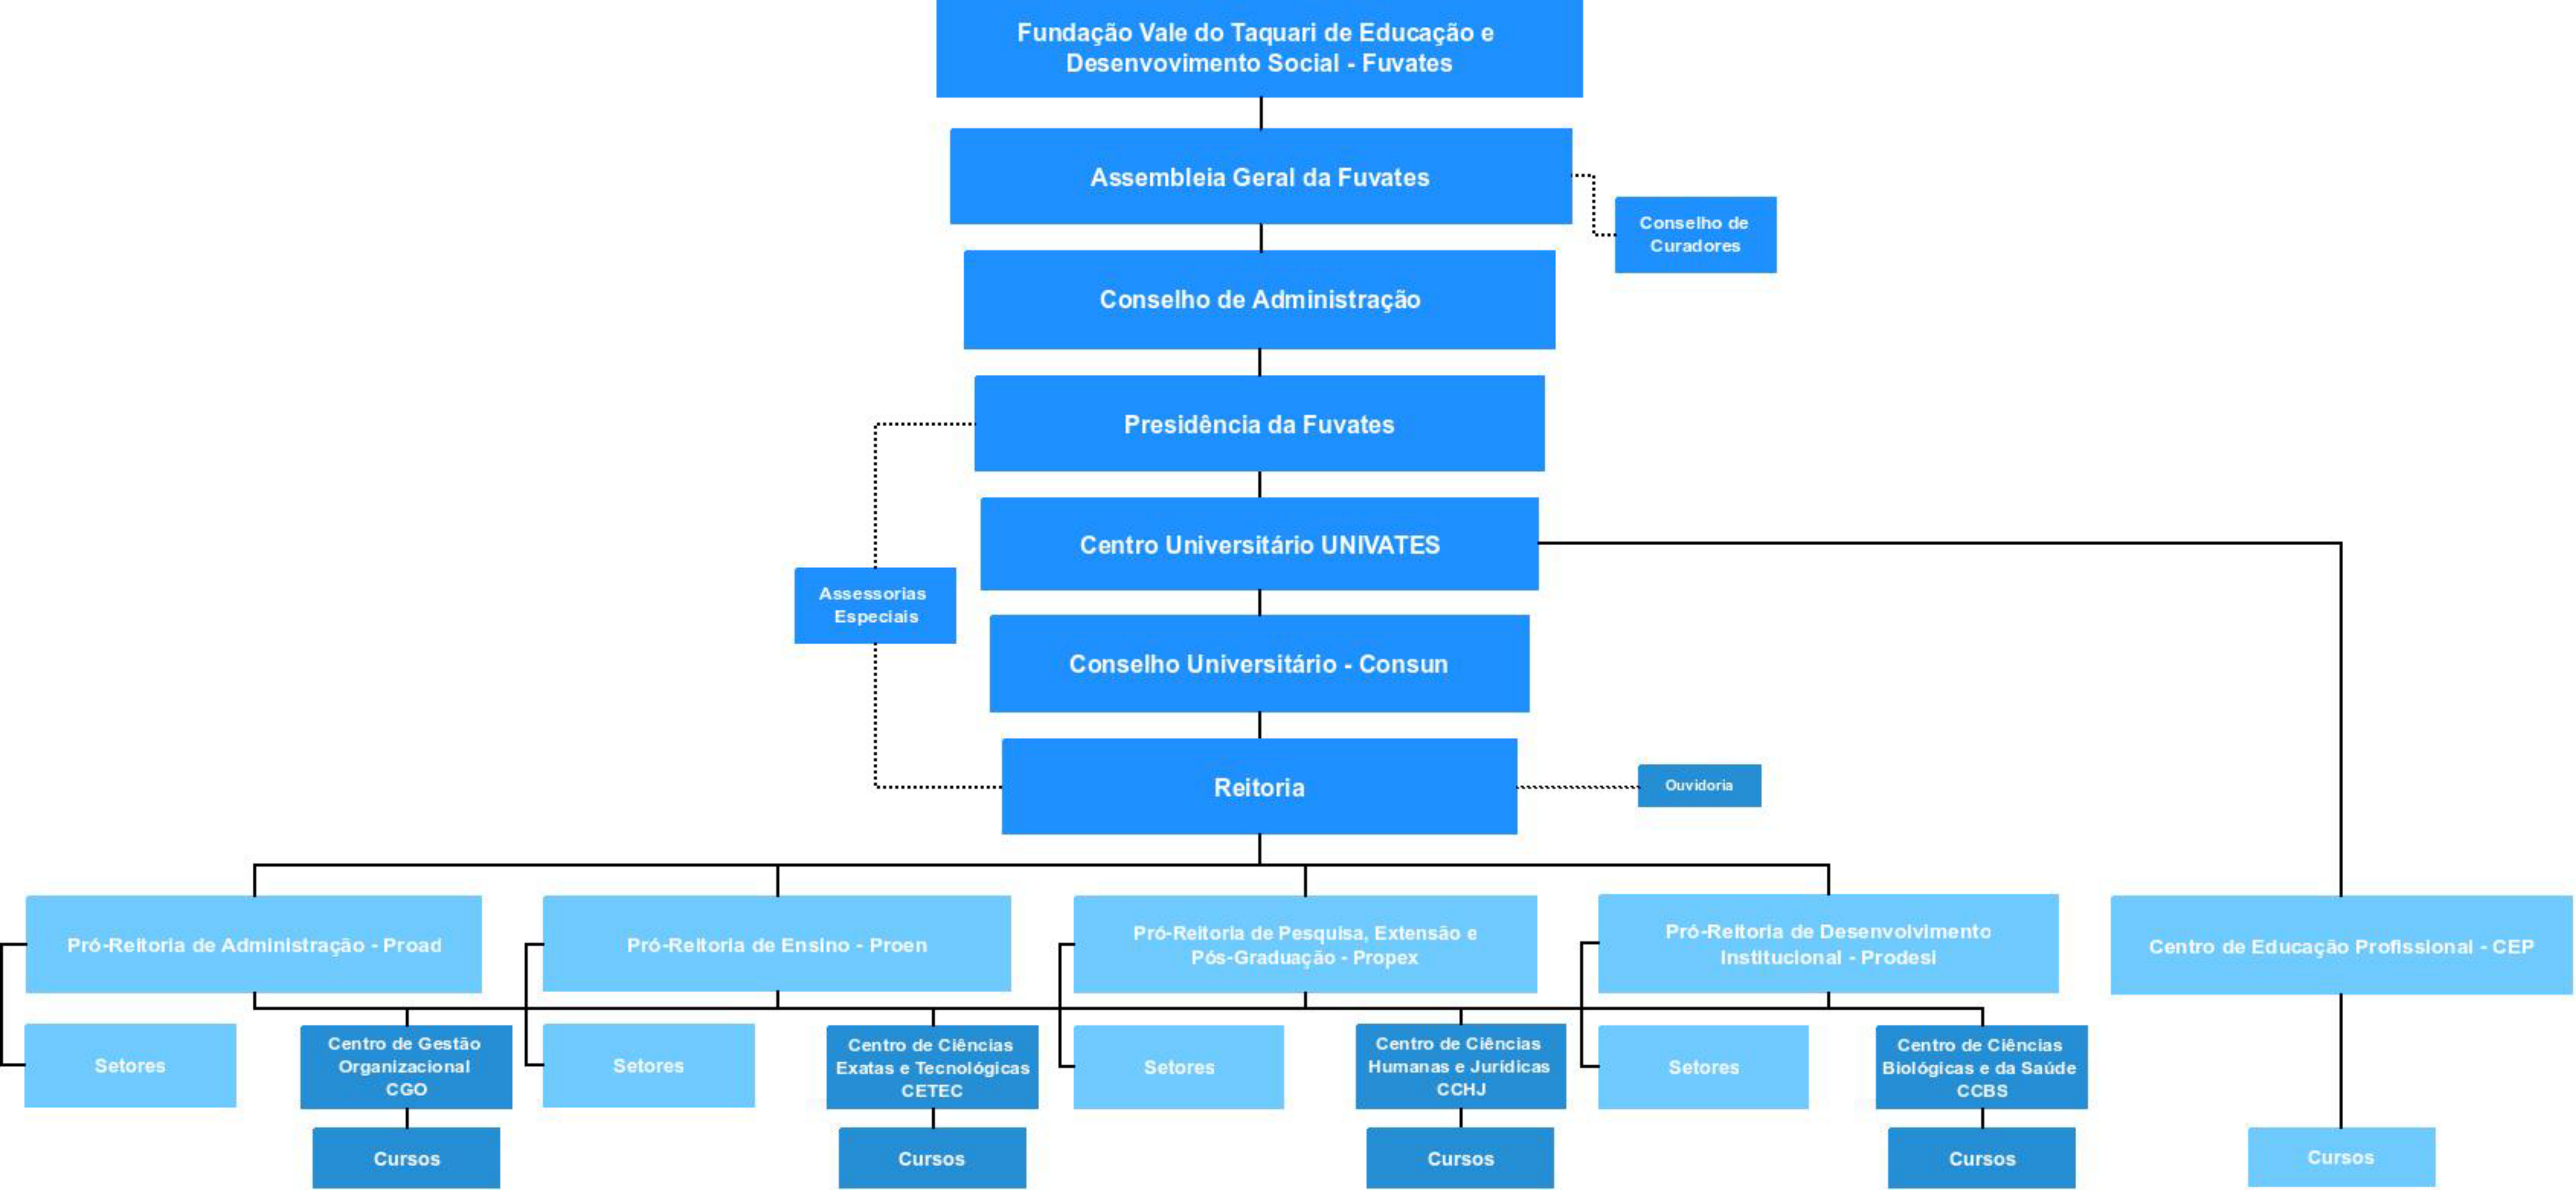 Fundação Vale do Taquari de Educação e
Desenvovimento Social - Fuvates
Assembleia Geral da Fuvates
Conselho de
Curadores
Conselho de Administração
Presidência da Fuvates
Centro Universitário UNIVATES
Assessorias
Especiais
Conselho Universitário - Consun
Reitoria
Ouvidoria
Pró-Reitoria de Administração - Proad
Pró-Reitoria de Ensino - Proen
Pró-Reitoria de Pesquisa, Extensão e
Pós-Graduação - Propex
Pró-Reitoria de Desenvolvimento
Institucional - Prodesi
Centro de Educação Profissional - CEP
Setores
Centro de Gestão
Organizacional
CGO
Setores
Centro de Ciências
Exatas e Tecnológicas
CETEC
Setores
Centro de Ciências
Humanas e Jurídicas
CCHJ
Setores
Centro de Ciências
Biológicas e da Saúde
CCBS
Cursos
Cursos
Cursos
Cursos
Cursos